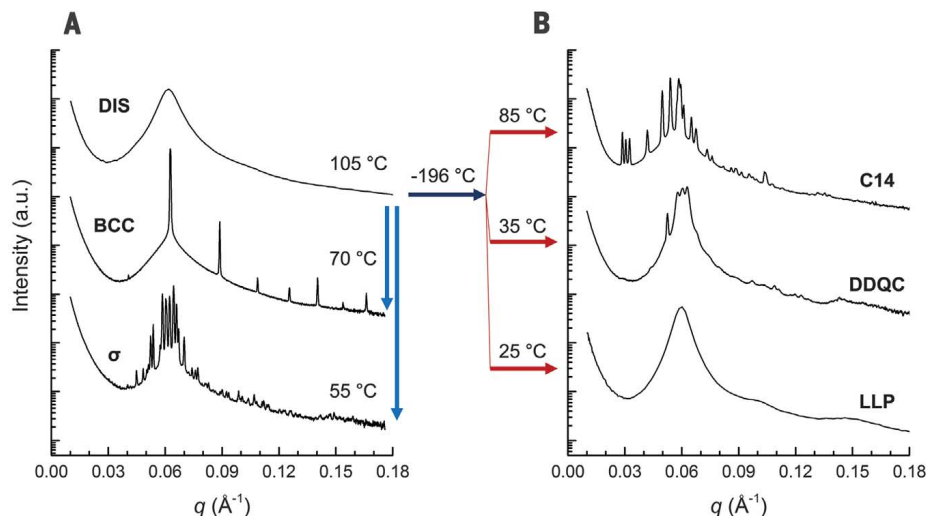 A
B
DIS
105 °C
BCC
70 °C
σ
55 °C
Intensity (a.u.)
0.00 0.03 0.06 0.09 0.12 0.15 0.18
q (Å-1)
-196 °C
85 °C
35 °C
25 °C
C14
DDQC
LLP
0.00 0.03 0.06 0.09 0.12 0.15 0.18
q (Å-1)